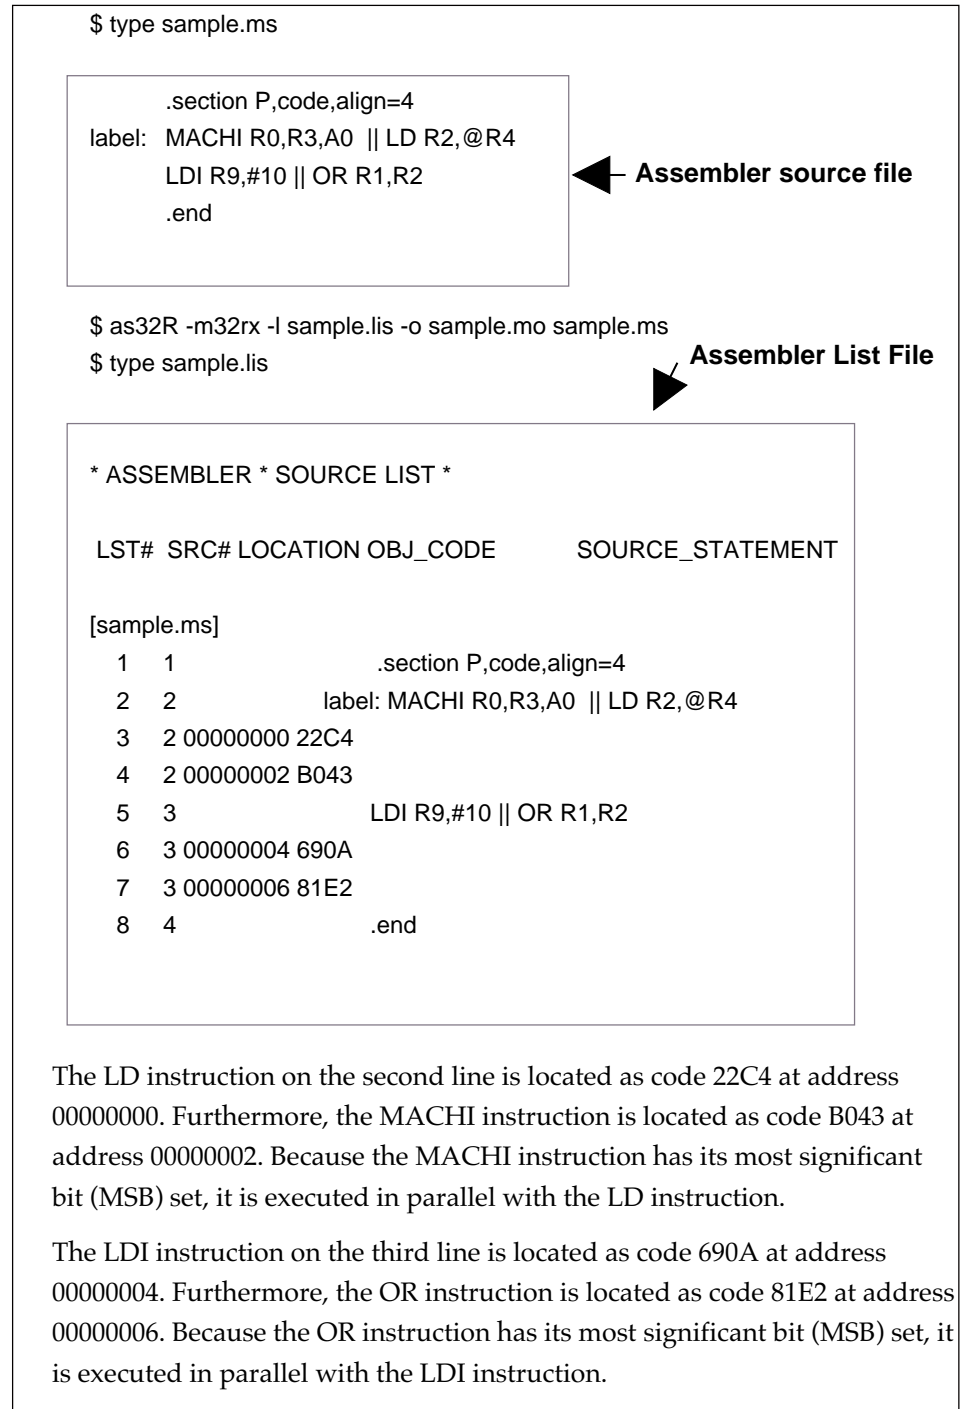 $ type sample.ms
.section P,code,align=4
label: MACHI R0,R3,A0 || LD R2,@R4
LDI R9,#10 || OR R1,R2
.end
Assembler source file
$ as32R -m32rx -l sample.lis -o sample.mo sample.ms
$ type sample.lis
Assembler List File
* ASSEMBLER * SOURCE LIST *
LST# SRC# LOCATION OBJ_CODE SOURCE_STATEMENT
[sample.ms]
1 1 .section P,code,align=4
2 2 label: MACHI R0,R3,A0 || LD R2,@R4
3 2 00000000 22C4
4 2 00000002 B043
5 3 LDI R9,#10 || OR R1,R2
6 3 00000004 690A
7 3 00000006 81E2
8 4 .end
The LD instruction on the second line is located as code 22C4 at address
00000000. Furthermore, the MACHI instruction is located as code B043 at
address 00000002. Because the MACHI instruction has its most significant
bit (MSB) set, it is executed in parallel with the LD instruction.
The LDI instruction on the third line is located as code 690A at address
00000004. Furthermore, the OR instruction is located as code 81E2 at address
00000006. Because the OR instruction has its most significant bit (MSB) set, it
is executed in parallel with the LDI instruction.